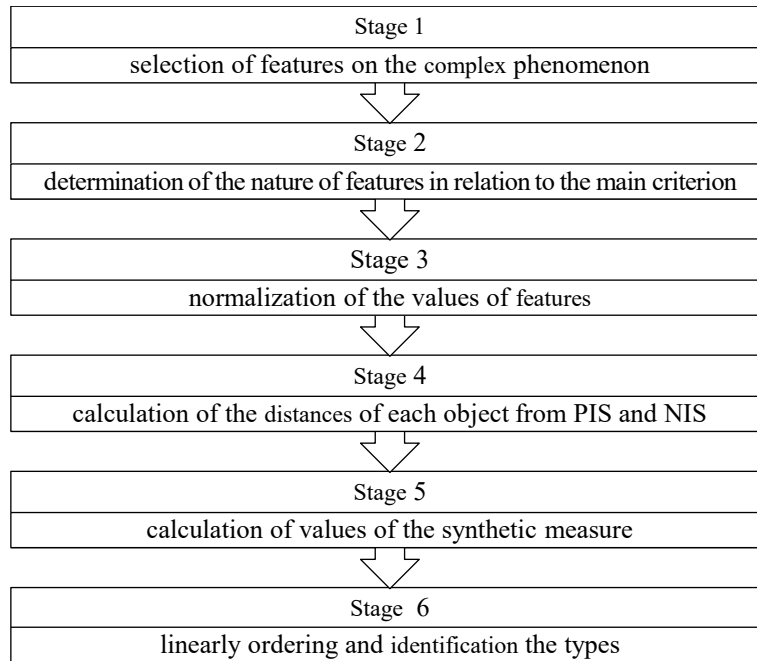 Stage 1
selection of features on the complex phenomenon
Stage 2
determination of the nature of features in relation to the main criterion
Stage 3
normalization of the values of features
Stage 4
calculation of the distances of each object from PIS and NIS
Stage 5
calculation of values of the synthetic measure
Stage 6
linearly ordering and identification the types